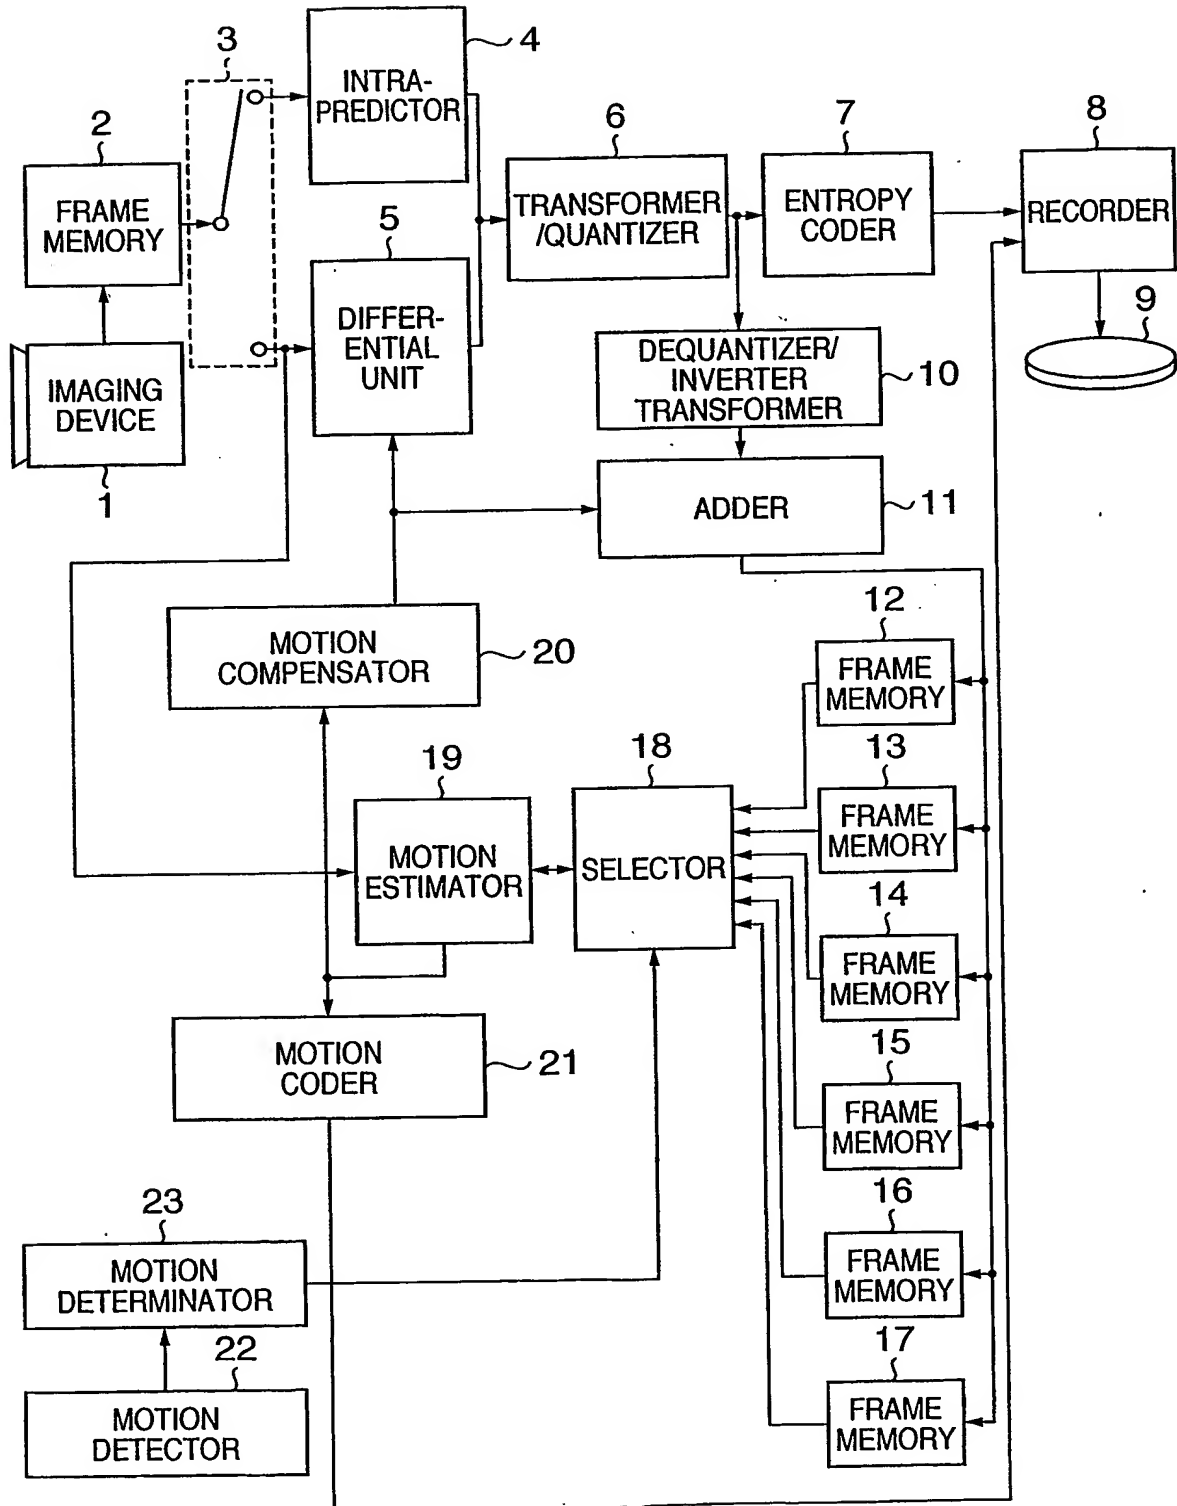 3
4
INTRA-
PREDICTOR
2
FRAME
MEMORY
6
TRANSFORMER
/QUANTIZER
7
ENTROPY
CODER
8
RECORDER
5
DIFFER-
ENTIAL
UNIT
9
IMAGING
DEVICE
1
DEQUANTIZER/
INVERTER
TRANSFORMER
10
ADDER
11
MOTION
COMPENSATOR
20
12
FRAME
MEMORY
19
MOTION
ESTIMATOR
18
SELECTOR
13
FRAME
MEMORY
14
FRAME
MEMORY
MOTION
CODER
21
15
FRAME
MEMORY
23
MOTION
DETERMINATOR
16
FRAME
MEMORY
22
MOTION
DETECTOR
17
FRAME
MEMORY